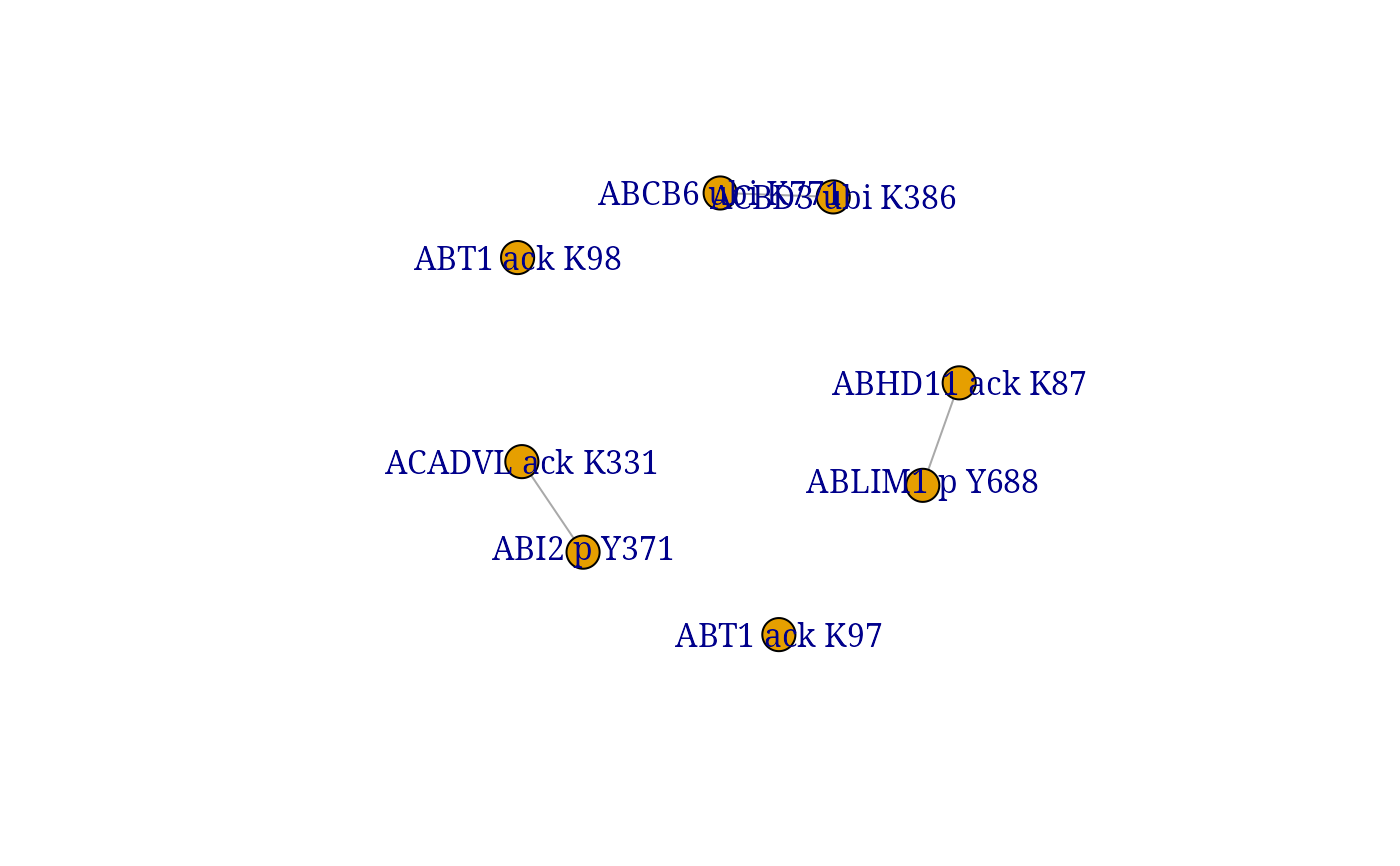 ABCB6 ubi K771
ACBD3 ubi K386
ABT1 ack K98
ABHD11 ack K87
ACADVL ack K331
ABLIM1 p Y688
ABI2 p Y371
ABT1 ack K97